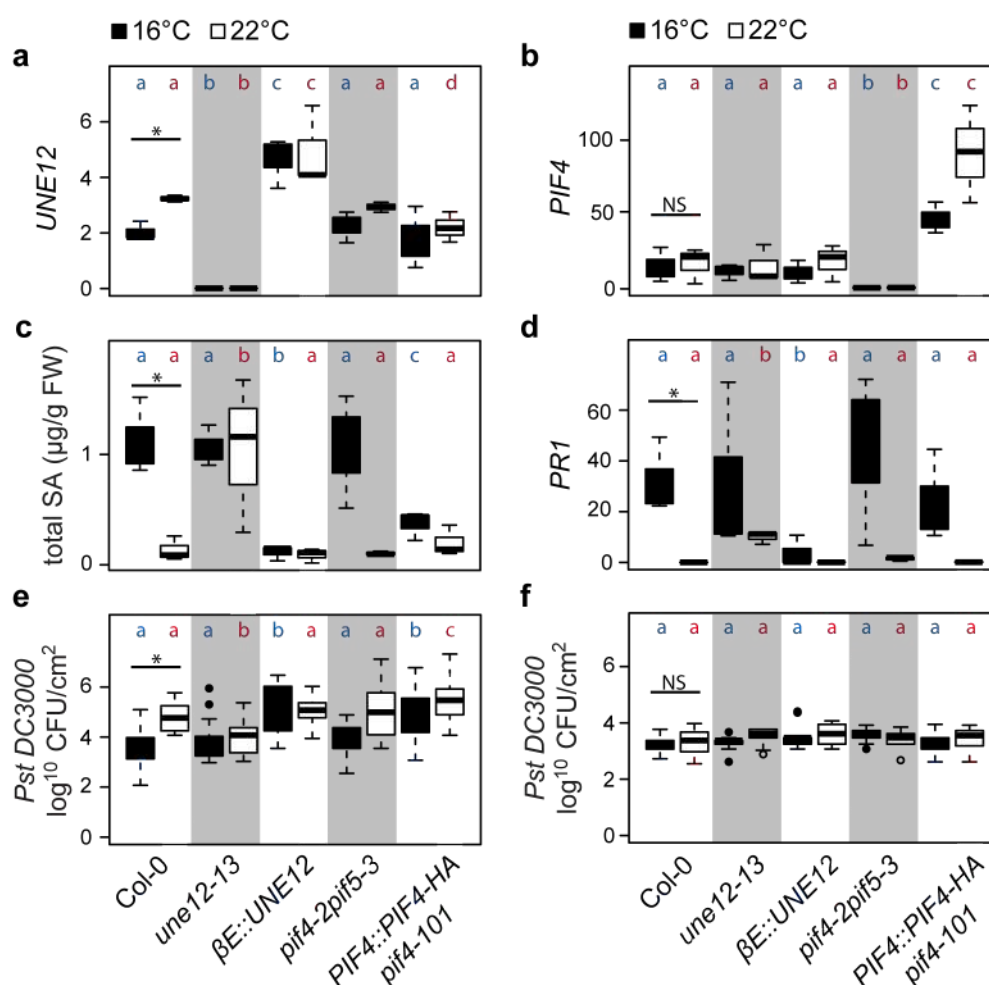 ■16°C □22°C
■16°C □22°C
a
a a b b c c a a a d
*
UNE12
6
4
2
0
b
a a a a a a b b c c
NS
PIF4
100
50
0
c
a a a b b a a a c a
*
total SA (µg/g FW)
1
0
d
a a a b b a a a a a
*
PR1
60
40
20
0
e
a a a b b a a a b c
*
Pst DC3000
log¹⁰ CFU/cm²
6
4
2
0
f
a a a a a a a a a a
NS
Pst DC3000
log¹⁰ CFU/cm²
6
4
2
0
Col-0
une12-13
βE::UNE12
pif4-2pif5-3
PIF4::PIF4-HA
pif4-101
Col-0
une12-13
βE::UNE12
pif4-2pif5-3
PIF4::PIF4-HA
pif4-101